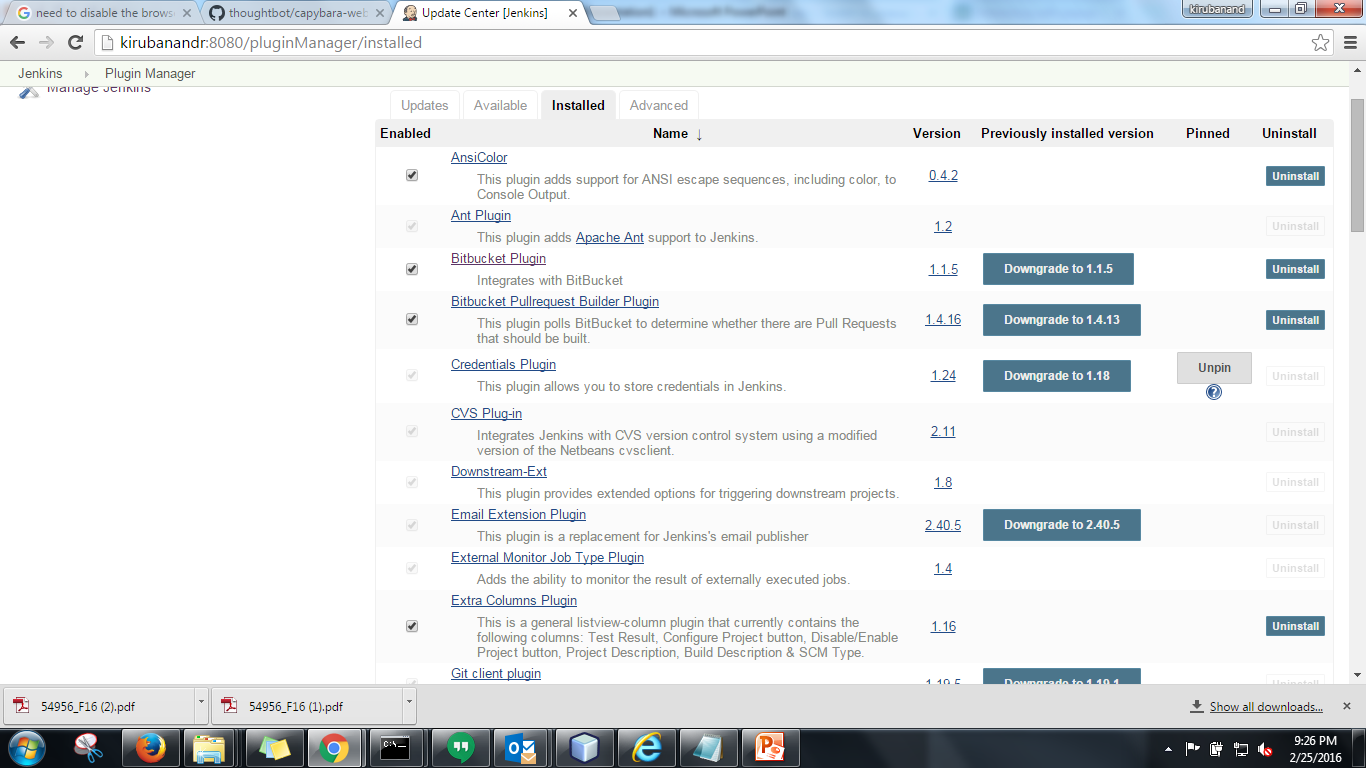 need to disable the brows
thoughtbot/capybara-web
Update Center [Jenkins]
Microsoft PowerPoint
kirubanand
kirubanandr:8080/pluginManager/installed
Jenkins
Plugin Manager
Manage Jenkins
Updates
Available
Installed
Advanced
Enabled
Name ↓
Version
Previously installed version
Pinned
Uninstall
AnsiColor
This plugin adds support for ANSI escape sequences, including color, to
Console Output.
0.4.2
Uninstall
Ant Plugin
This plugin adds Apache Ant support to Jenkins.
1.2
Uninstall
Bitbucket Plugin
Integrates with BitBucket
1.1.5
Downgrade to 1.1.5
Uninstall
Bitbucket Pullrequest Builder Plugin
This plugin polls BitBucket to determine whether there are Pull Requests
that should be built.
1.4.16
Downgrade to 1.4.13
Uninstall
Credentials Plugin
This plugin allows you to store credentials in Jenkins.
1.24
Downgrade to 1.18
Unpin
Uninstall
CVS Plug-in
Integrates Jenkins with CVS version control system using a modified
version of the Netbeans cvsclient.
2.11
Uninstall
Downstream-Ext
This plugin provides extended options for triggering downstream projects.
1.8
Uninstall
Email Extension Plugin
This plugin is a replacement for Jenkins's email publisher
2.40.5
Downgrade to 2.40.5
Uninstall
External Monitor Job Type Plugin
Adds the ability to monitor the result of externally executed jobs.
1.4
Uninstall
Extra Columns Plugin
This is a general listview-column plugin that currently contains the
following columns: Test Result, Configure Project button, Disable/Enable
Project button, Project Description, Build Description & SCM Type.
1.16
Uninstall
Git client plugin
1.19.5
Downgrade to 1.19.1
Uninstall
54956_F16 (2).pdf
54956_F16 (1).pdf
Show all downloads...
9:26 PM
2/25/2016